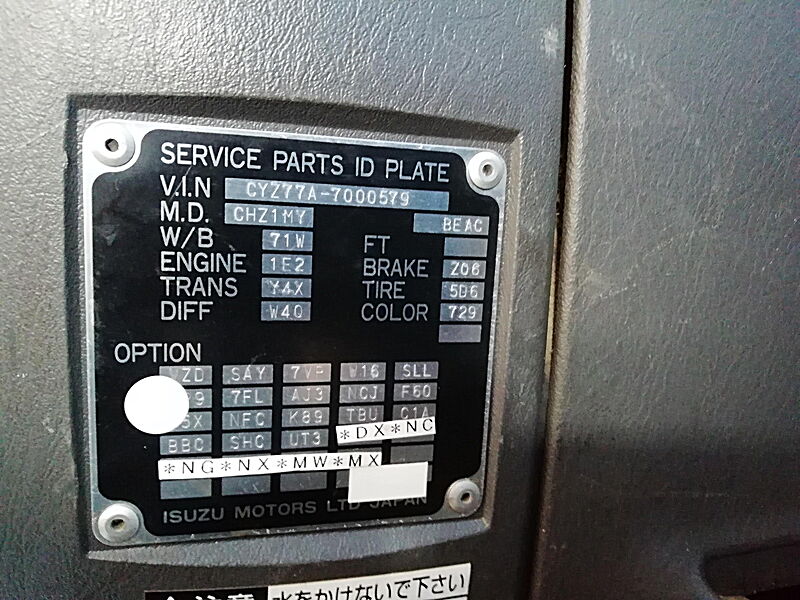 SERVICE PARTS ID PLATE
V.I.N CYZ77A-7000579
M.D. CHZ1MY BEAC
W/B 71W FT
ENGINE 1E2 BRAKE Z06
TRANS Y4X TIRE 5D6
DIFF W4Q COLOR 729
OPTION
SAY W16 SLL
7FL AJ3 NCJ F60
NFC K89 TBU C1A
BBC SHC UT3 *DX*NC
*NG*NX*MW*MX
ISUZU MOTORS LTD JAPAN
水をかけないで下さい